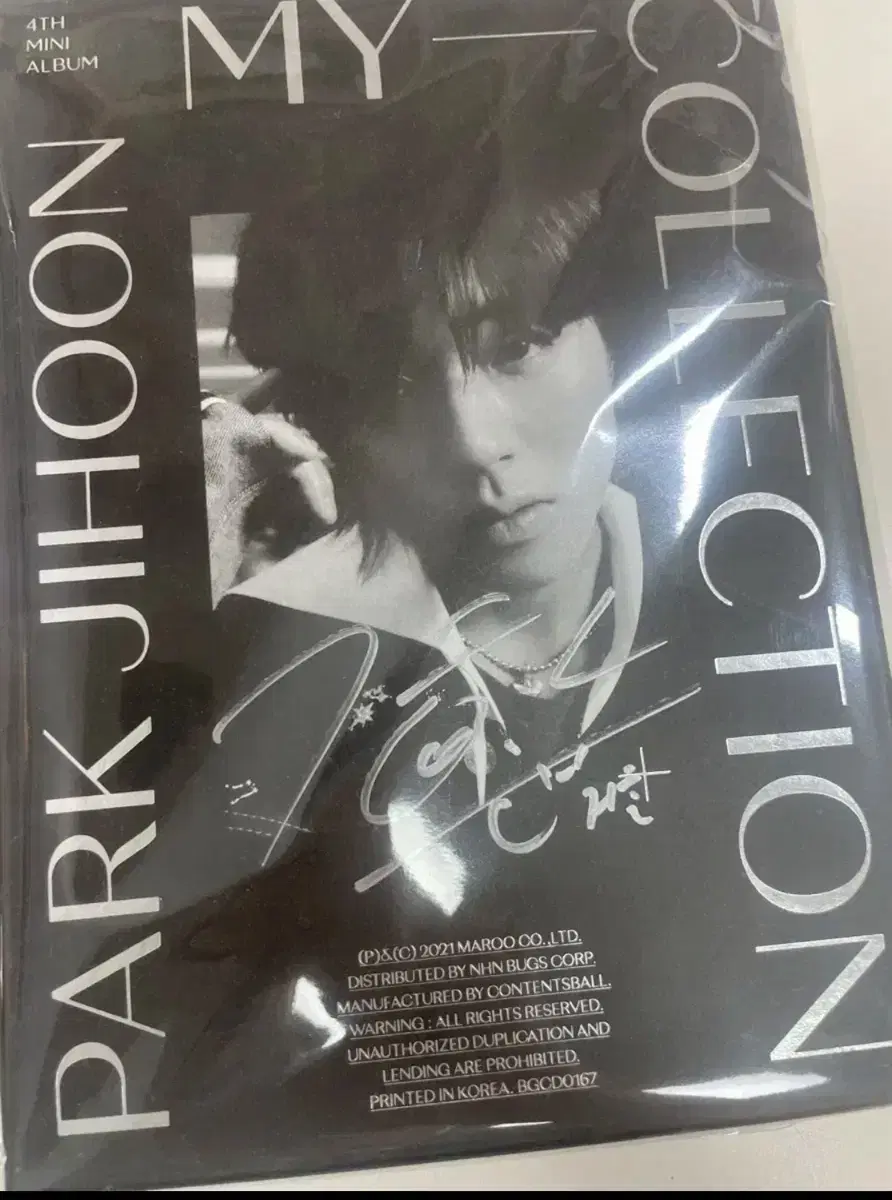 4TH
MINI
ALBUM
MY
COLLECTION
PARK JIHOON
(P)&(C) 2021 MAROO CO.,LTD.
DISTRIBUTED BY NHN BUGS CORP.
MANUFACTURED BY CONTENTSBALL.
WARNING : ALL RIGHTS RESERVED.
UNAUTHORIZED DUPLICATION AND
LENDING ARE PROHIBITED.
PRINTED IN KOREA. BGCD0167